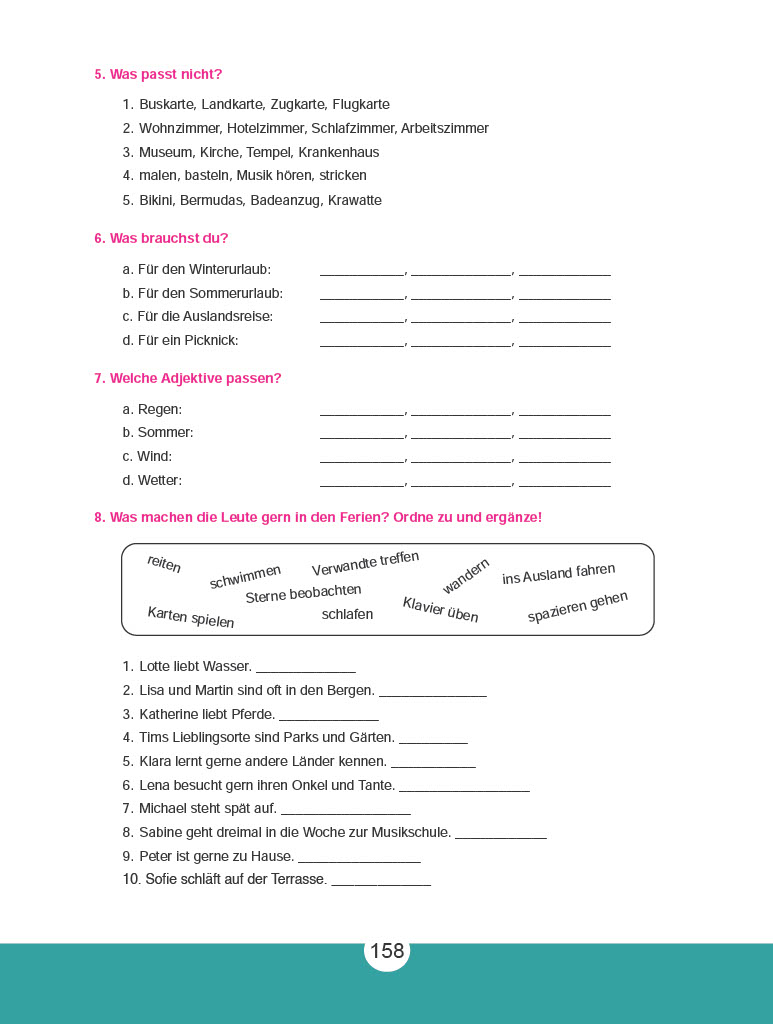 5. Was passt nicht?
1. Buskarte, Landkarte, Zugkarte, Flugkarte
2. Wohnzimmer, Hotelzimmer, Schlafzimmer, Arbeitszimmer
3. Museum, Kirche, Tempel, Krankenhaus
4. malen, basteln, Musik hören, stricken
5. Bikini, Bermudas, Badeanzug, Krawatte
6. Was brauchst du?
a. Für den Winterurlaub: ___________, _____________, ____________
b. Für den Sommerurlaub: ___________, _____________, ____________
c. Für die Auslandsreise: ___________, _____________, ____________
d. Für ein Picknick: ___________, _____________, ____________
7. Welche Adjektive passen?
a. Regen: ___________, _____________, ____________
b. Sommer: ___________, _____________, ____________
c. Wind: ___________, _____________, ____________
d. Wetter: ___________, _____________, ____________
8. Was machen die Leute gern in den Ferien? Ordne zu und ergänze!
reiten
schwimmen
Verwandte treffen
wandern
ins Ausland fahren
Sterne beobachten
Karten spielen
schlafen
Klavier üben
spazieren gehen
1. Lotte liebt Wasser. _____________
2. Lisa und Martin sind oft in den Bergen. ______________
3. Katherine liebt Pferde. _____________
4. Tims Lieblingsorte sind Parks und Gärten. _________
5. Klara lernt gerne andere Länder kennen. ___________
6. Lena besucht gern ihren Onkel und Tante. _________________
7. Michael steht spät auf. _________________
8. Sabine geht dreimal in die Woche zur Musikschule. ____________
9. Peter ist gerne zu Hause. ________________
10. Sofie schläft auf der Terrasse. _____________
158